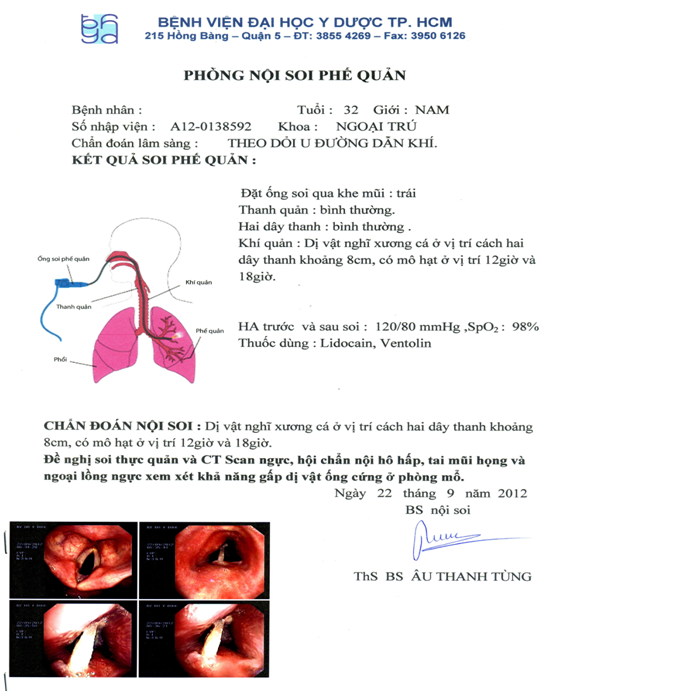 BỆNH VIỆN ĐẠI HỌC Y DƯỢC TP. HCM
215 Hồng Bàng – Quận 5 – ĐT: 3855 4269 – Fax: 3950 6126
PHÒNG NỘI SOI PHẾ QUẢN
Bệnh nhân : Tuổi : 32 Giới : NAM
Số nhập viện : A12-0138592 Khoa : NGOẠI TRÚ
Chẩn đoán lâm sàng : THEO DỎI U ĐƯỜNG DẪN KHÍ.
KẾT QUẢ SOI PHẾ QUẢN :
Đặt ống soi qua khe mũi : trái
Thanh quản : bình thường.
Hai dây thanh : bình thường .
Khí quản : Dị vật nghĩ xương cá ở vị trí cách hai
dây thanh khoảng 8cm, có mô hạt ở vị trí 12giờ và
18giờ.
Ống soi phế quản
Khí quản
Thanh quản
Phế quản
Phổi
HA trước và sau soi : 120/80 mmHg ,SpO2 : 98%
Thuốc dùng : Lidocain, Ventolin
CHẨN ĐOÁN NỘI SOI : Dị vật nghĩ xương cá ở vị trí cách hai dây thanh khoảng
8cm, có mô hạt ở vị trí 12giờ và 18giờ.
Đề nghị soi thực quản và CT Scan ngực, hội chẩn nội hô hấp, tai mũi họng và
ngoại lồng ngực xem xét khả năng gắp dị vật ống cứng ở phòng mổ.
Ngày 22 tháng 9 năm 2012
BS nội soi
ThS BS ÂU THANH TÙNG